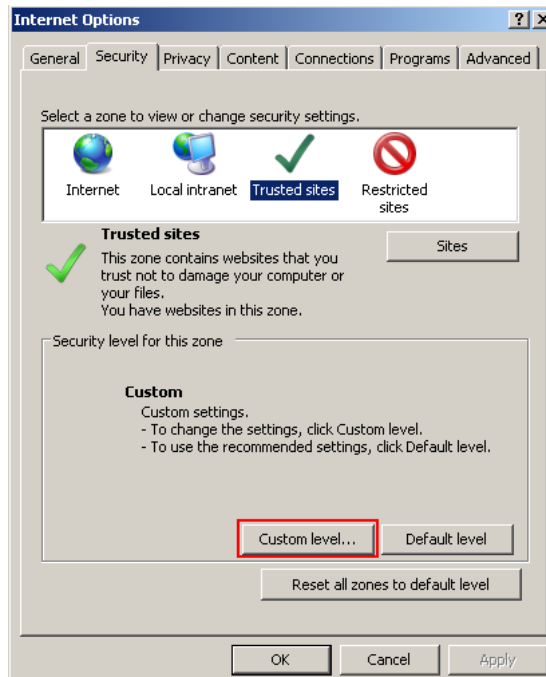 Internet Options
General Security Privacy Content Connections Programs Advanced
Select a zone to view or change security settings.
Internet Local intranet Trusted sites Restricted
sites
Trusted sites
Sites
This zone contains websites that you
trust not to damage your computer or
your files.
You have websites in this zone.
Security level for this zone
Custom
Custom settings.
- To change the settings, click Custom level.
- To use the recommended settings, click Default level.
Custom level... Default level
Reset all zones to default level
OK Cancel Apply